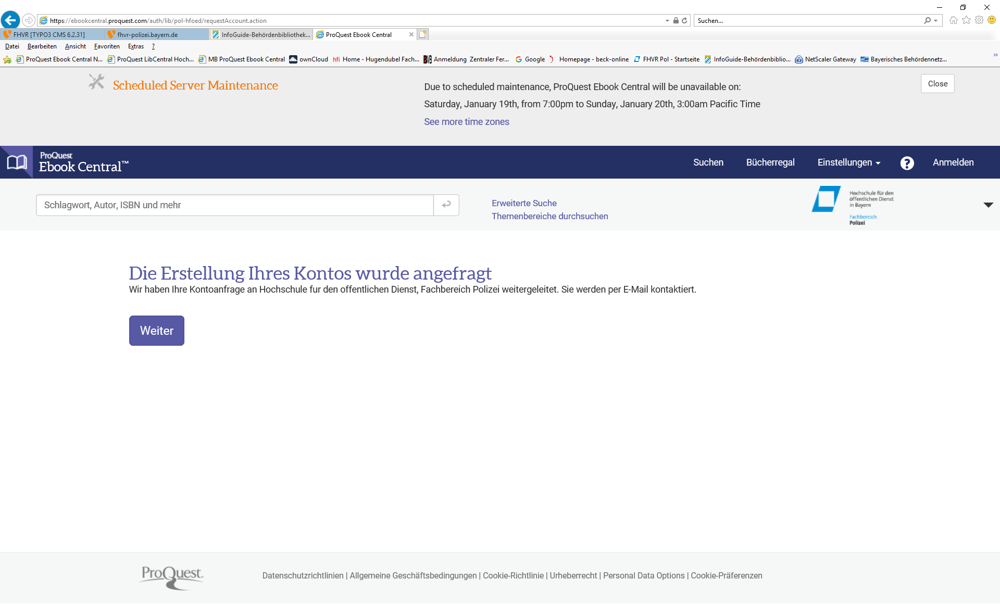 https://ebookcentral.proquest.com/auth/lib/pol-hfoed/requestAccount.action
Suchen...
FHVR [TYPO3 CMS 6.2.31]
fhvr-polizei.bayern.de
InfoGuide-Behördenbibliothek...
ProQuest Ebook Central
Datei Bearbeiten Ansicht Favoriten Extras ?
ProQuest Ebook Central N... ProQuest LibCentral Hoch... MB ProQuest Ebook Central ownCloud hfi Home - Hugendubel Fach... BVB Anmeldung Zentraler Fer... Google Homepage - beck-online FHVR Pol - Startseite InfoGuide-Behördenbiblio... NetScaler Gateway Bayerisches Behördennetz...
Scheduled Server Maintenance
Due to scheduled maintenance, ProQuest Ebook Central will be unavailable on:
Saturday, January 19th, from 7:00pm to Sunday, January 20th, 3:00am Pacific Time
See more time zones
Close
ProQuest
Ebook Central™
Suchen Bücherregal Einstellungen ? Anmelden
Schlagwort, Autor, ISBN und mehr
Erweiterte Suche
Themenbereiche durchsuchen
Hochschule für den
öffentlichen Dienst
in Bayern
Fachbereich
Polizei
Die Erstellung Ihres Kontos wurde angefragt
Wir haben Ihre Kontoanfrage an Hochschule fur den offentlichen Dienst, Fachbereich Polizei weitergeleitet. Sie werden per E-Mail kontaktiert.
Weiter
ProQuest.
Datenschutzrichtlinien | Allgemeine Geschäftsbedingungen | Cookie-Richtlinie | Urheberrecht | Personal Data Options | Cookie-Präferenzen